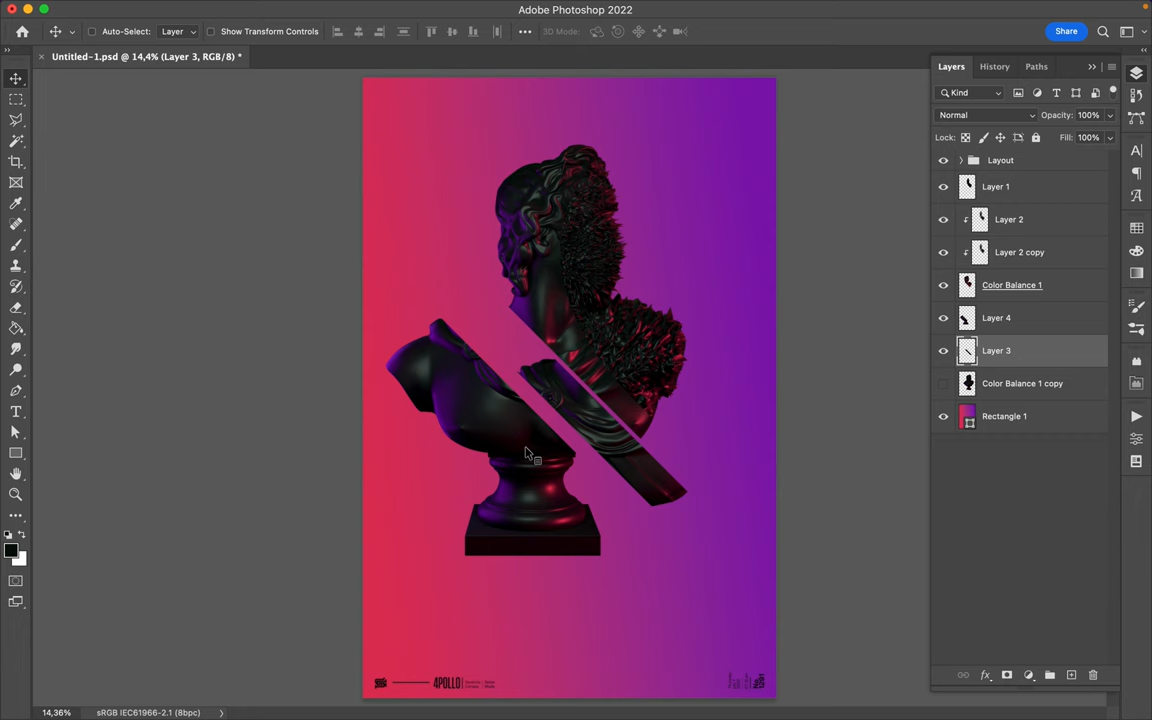 Adobe Photoshop 2022
Auto-Select: Layer Show Transform Controls 3D Mode: Share
Untitled-1.psd @ 14,4% (Layer 3, RGB/8) *
Layers History Paths
Kind
Normal Opacity: 100%
Lock: Fill: 100%
Layout
Layer 1
Layer 2
Layer 2 copy
Color Balance 1
Layer 4
Layer 3
Color Balance 1 copy
Rectangle 1
4POLLO
14,36% sRGB IEC61966-2.1 (8bpc)